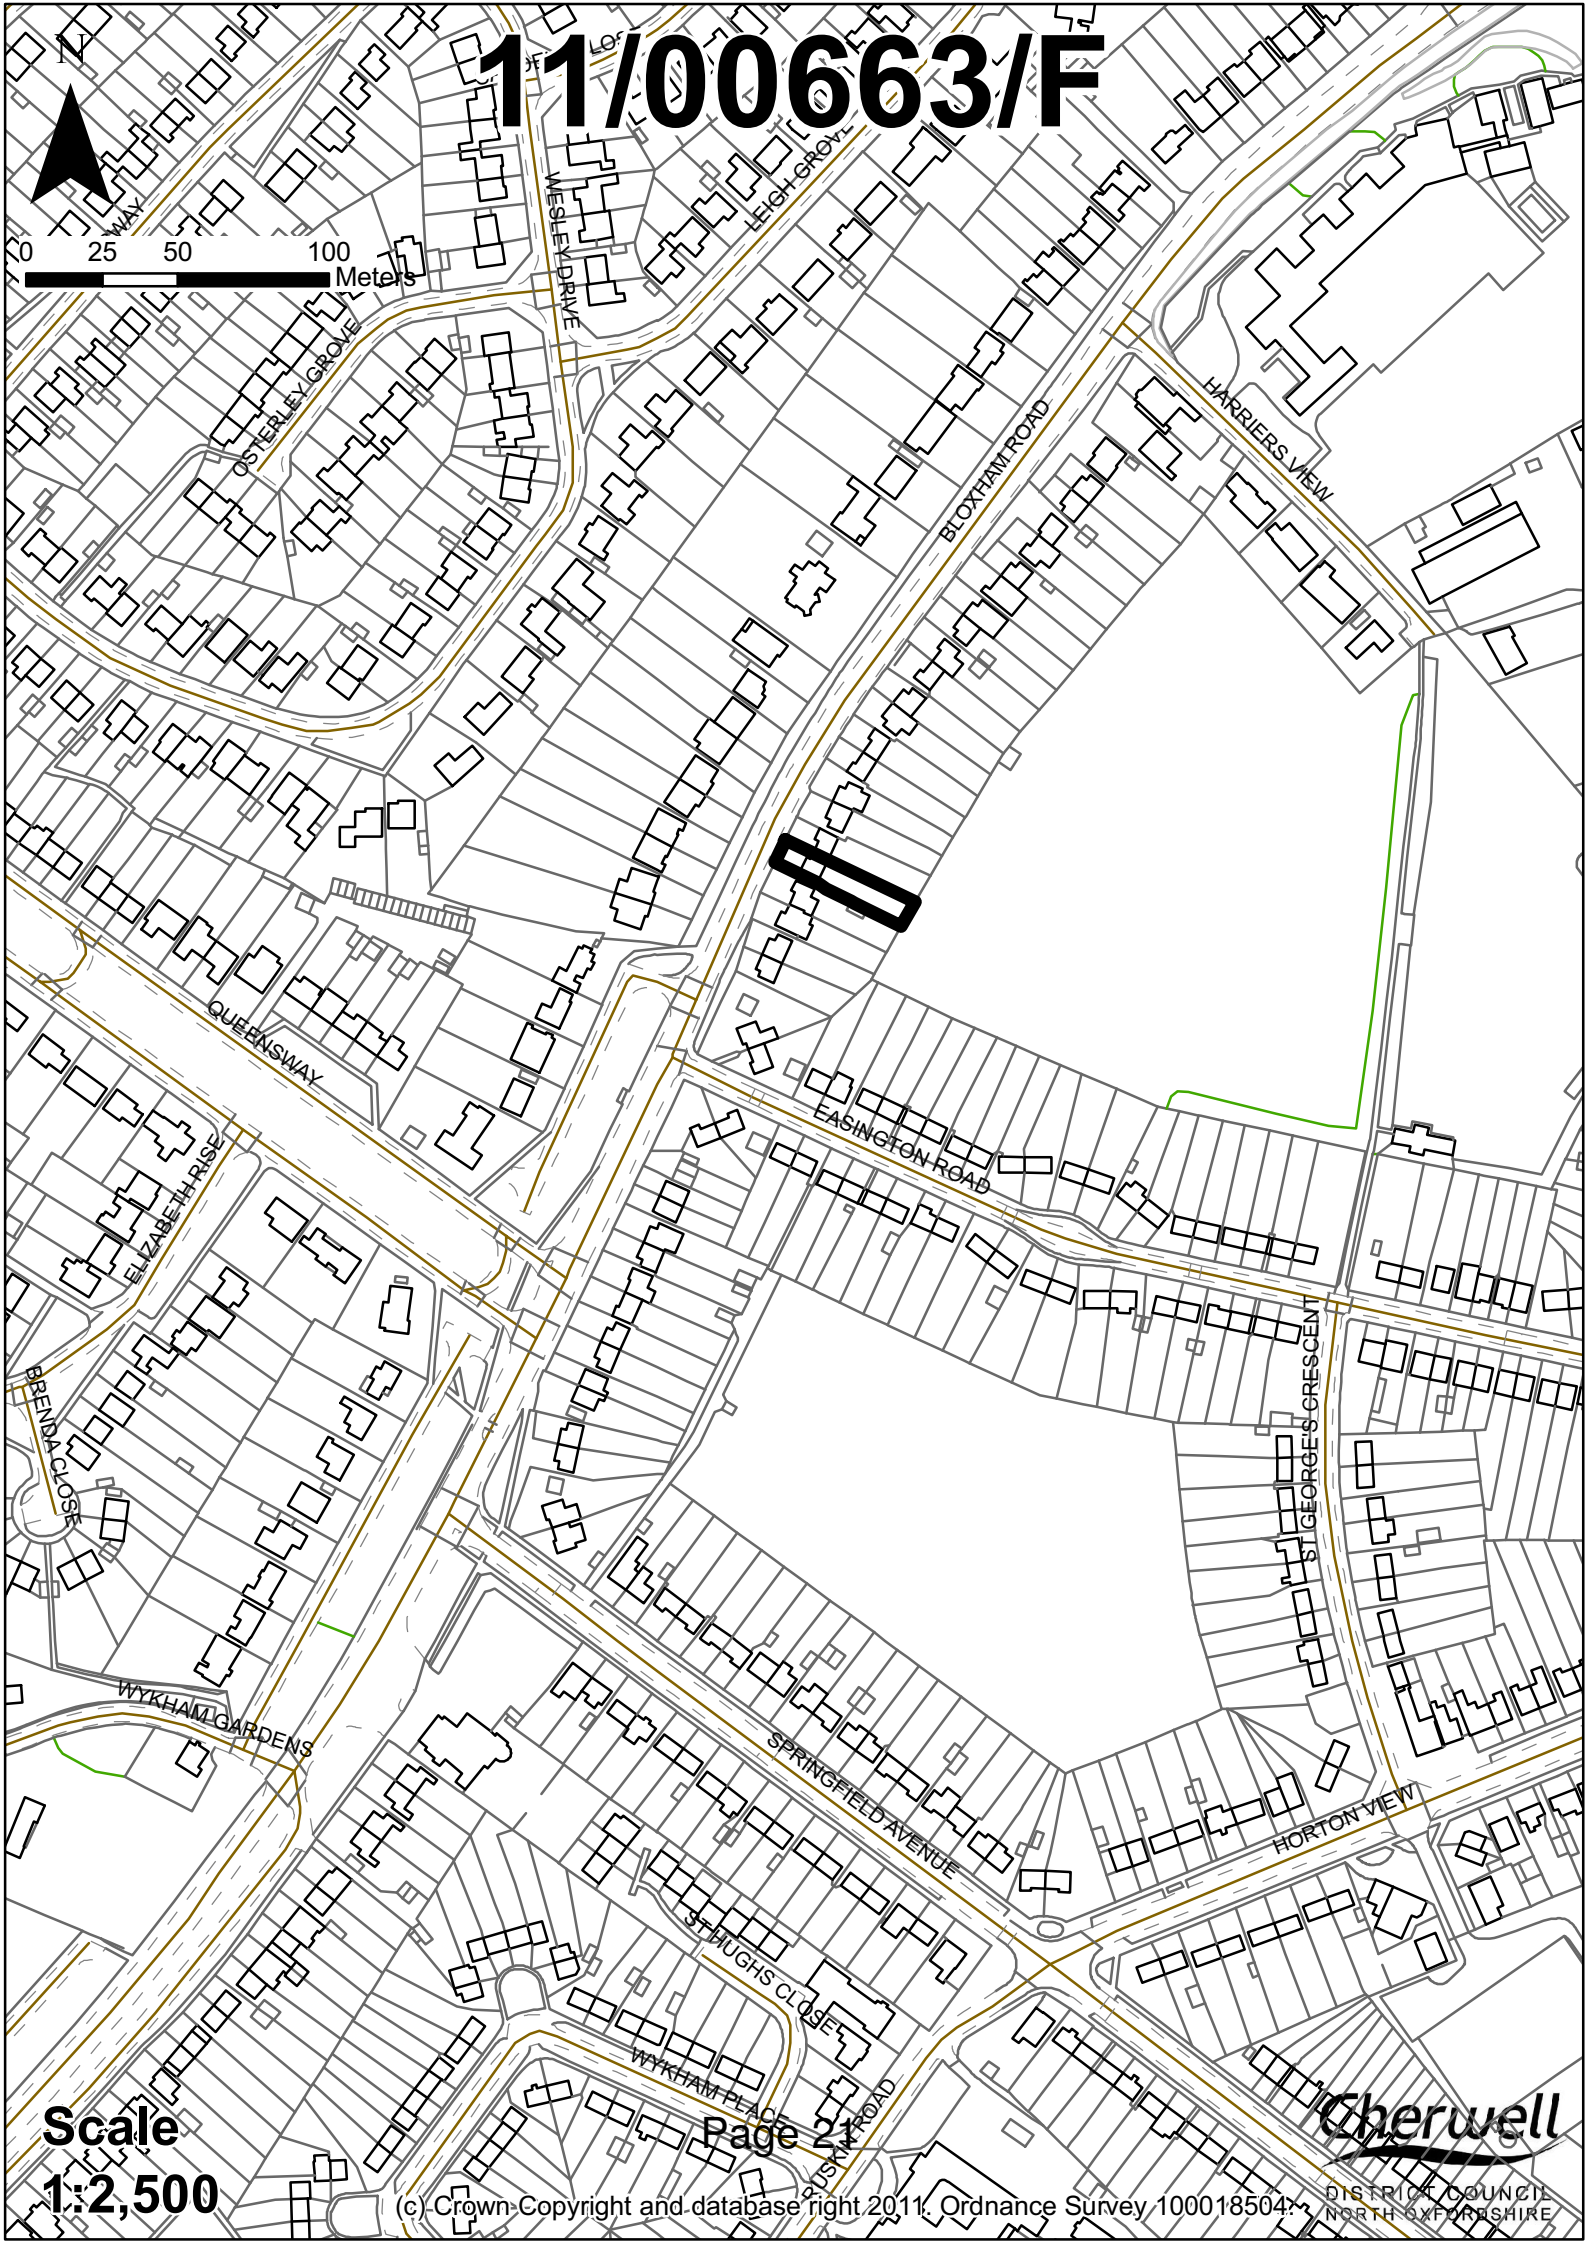 11/00663/F
N
WAY
0 25 50 100
Meters
WESLEY DRIVE
LEIGH GROVE
OSTERLEY GROVE
BLOXHAM ROAD
HARRIERS VIEW
QUEENSWAY
EASINGTON ROAD
ELIZABETH RISE
BRENDA CLOSE
ST GEORGE'S CRESCENT
WYKHAM GARDENS
SPRINGFIELD AVENUE
HORTON VIEW
ST HUGHS CLOSE
WYKHAM PLACE
RUSKIN ROAD
Scale
1:2,500
Page 21
(c) Crown Copyright and database right 2011. Ordnance Survey 100018504.
Cherwell
DISTRICT COUNCIL
NORTH OXFORDSHIRE